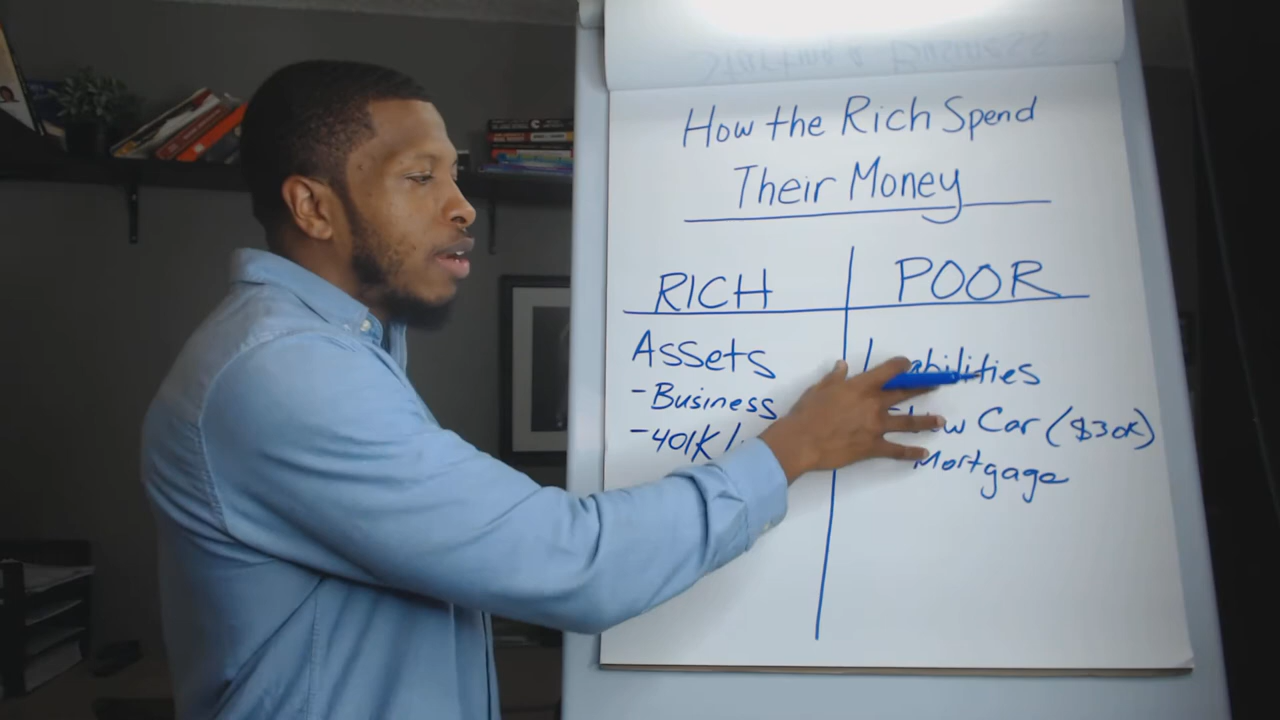 How the Rich Spend
Their Money
RICH
POOR
Assets
- Business
- 401K /
Car ($30K)
Mortgage